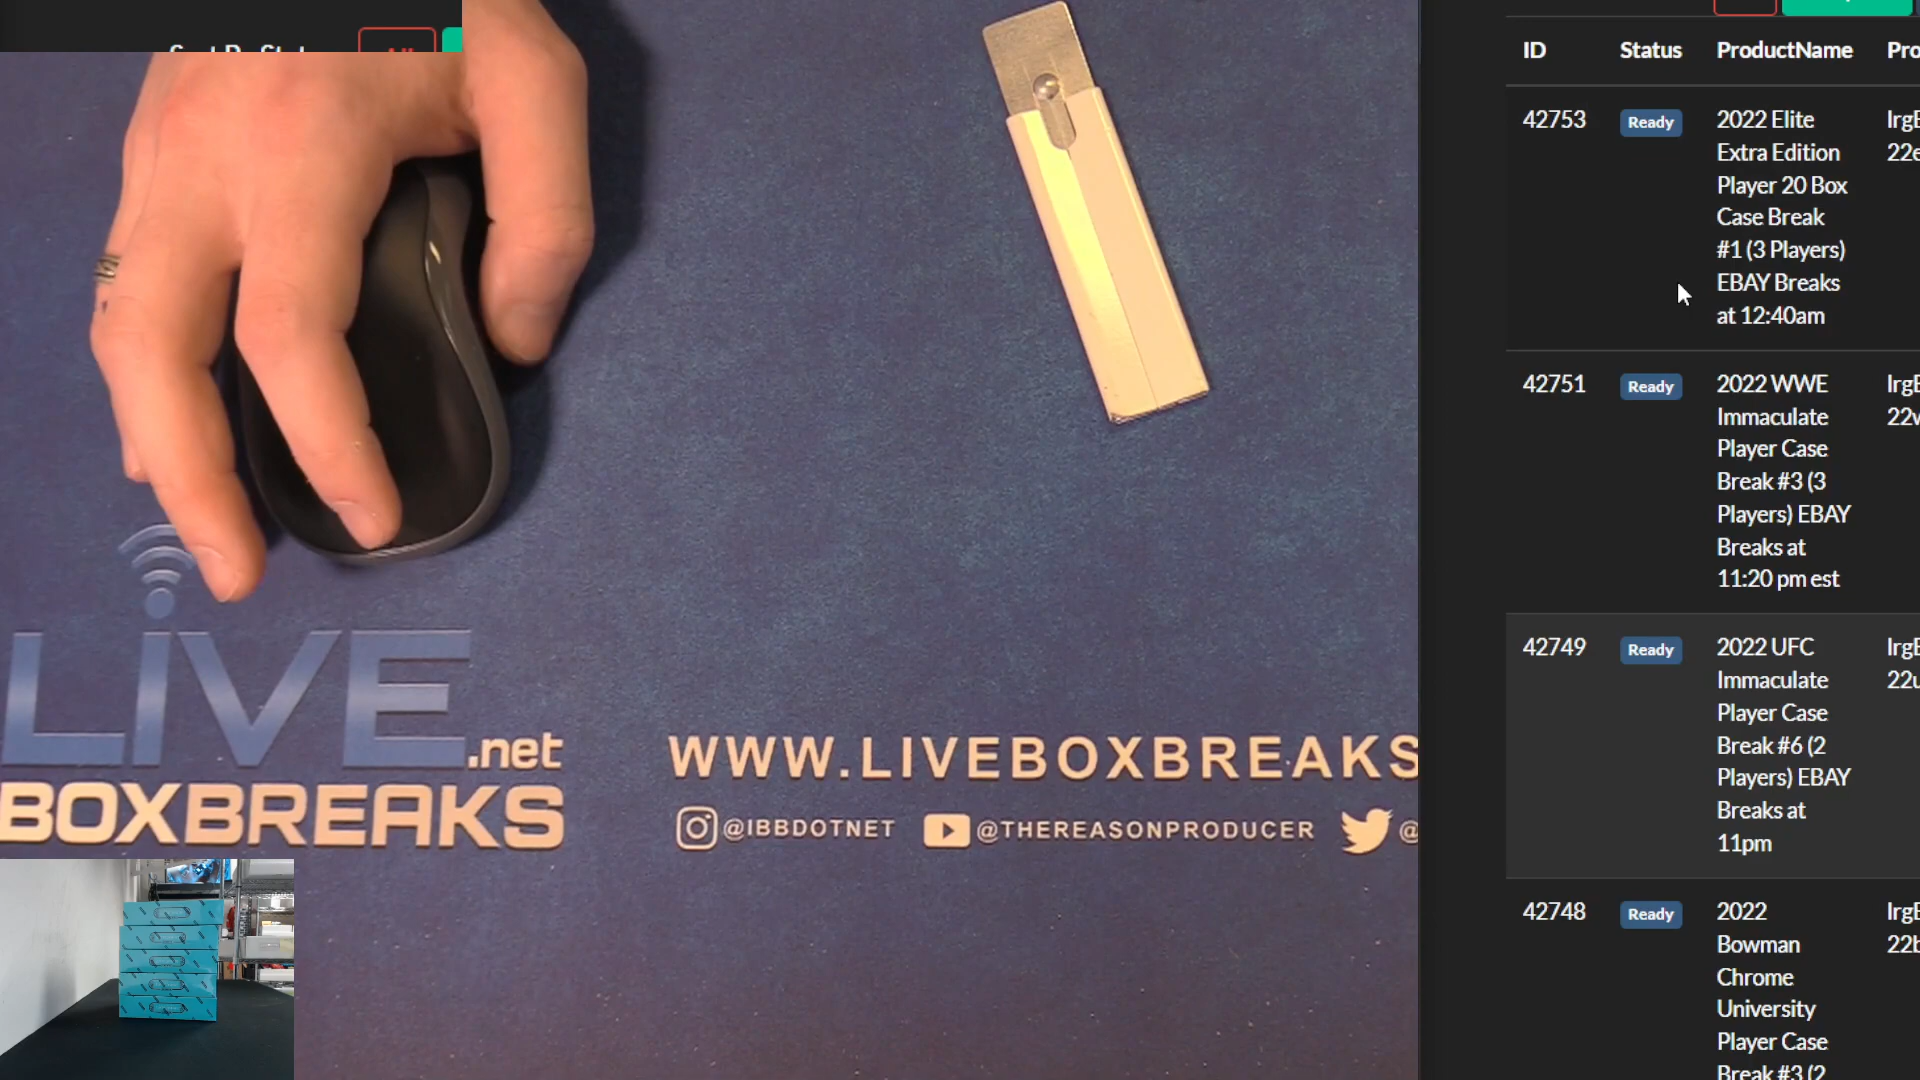 ID Status ProductName
42753 Ready 2022 Elite
Extra Edition
Player 20 Box
Case Break
#1 (3 Players)
EBAY Breaks
at 12:40am
42751 Ready 2022 WWE
Immaculate
Player Case
Break #3 (3
Players) EBAY
Breaks at
11:20 pm est
42749 Ready 2022 UFC
Immaculate
Player Case
Break #6 (2
Players) EBAY
Breaks at
11pm
42748 Ready 2022
Bowman
Chrome
University
Player Case
Break #3 (2
LIVE.net
BOXBREAKS
WWW.LIVEBOXBREAKS
@IBBDOTNET @THEREASONPRODUCER @